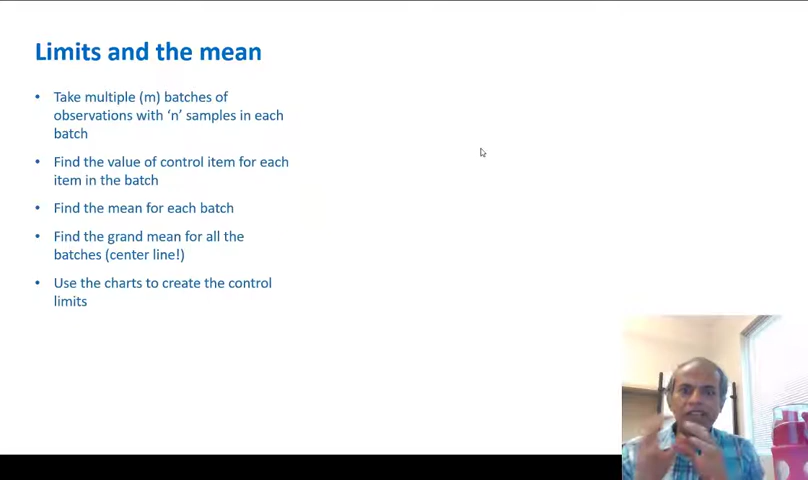 Limits and the mean
• Take multiple (m) batches of
observations with ‘n’ samples in each
batch
• Find the value of control item for each
item in the batch
• Find the mean for each batch
• Find the grand mean for all the
batches (center line!)
• Use the charts to create the control
limits